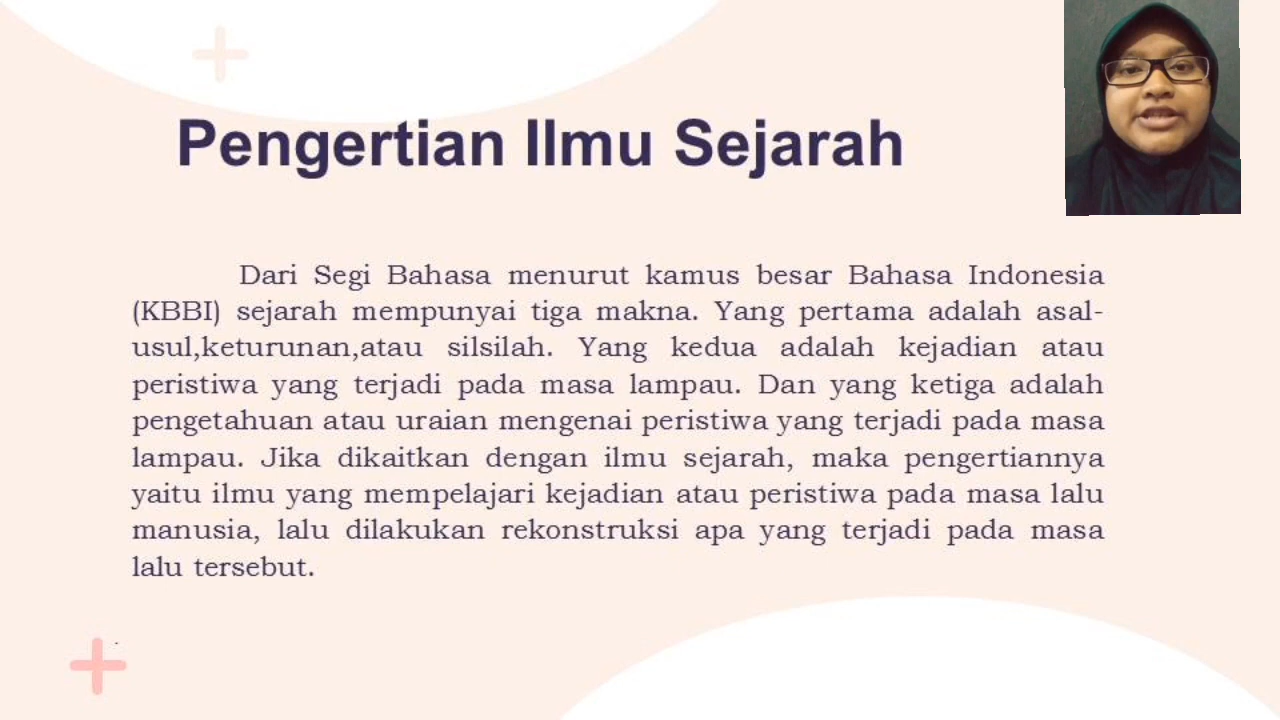 Pengertian Ilmu Sejarah
Dari Segi Bahasa menurut kamus besar Bahasa Indonesia
(KBBI) sejarah mempunyai tiga makna. Yang pertama adalah asal-
usul,keturunan,atau silsilah. Yang kedua adalah kejadian atau
peristiwa yang terjadi pada masa lampau. Dan yang ketiga adalah
pengetahuan atau uraian mengenai peristiwa yang terjadi pada masa
lampau. Jika dikaitkan dengan ilmu sejarah, maka pengertiannya
yaitu ilmu yang mempelajari kejadian atau peristiwa pada masa lalu
manusia, lalu dilakukan rekonstruksi apa yang terjadi pada masa
lalu tersebut.